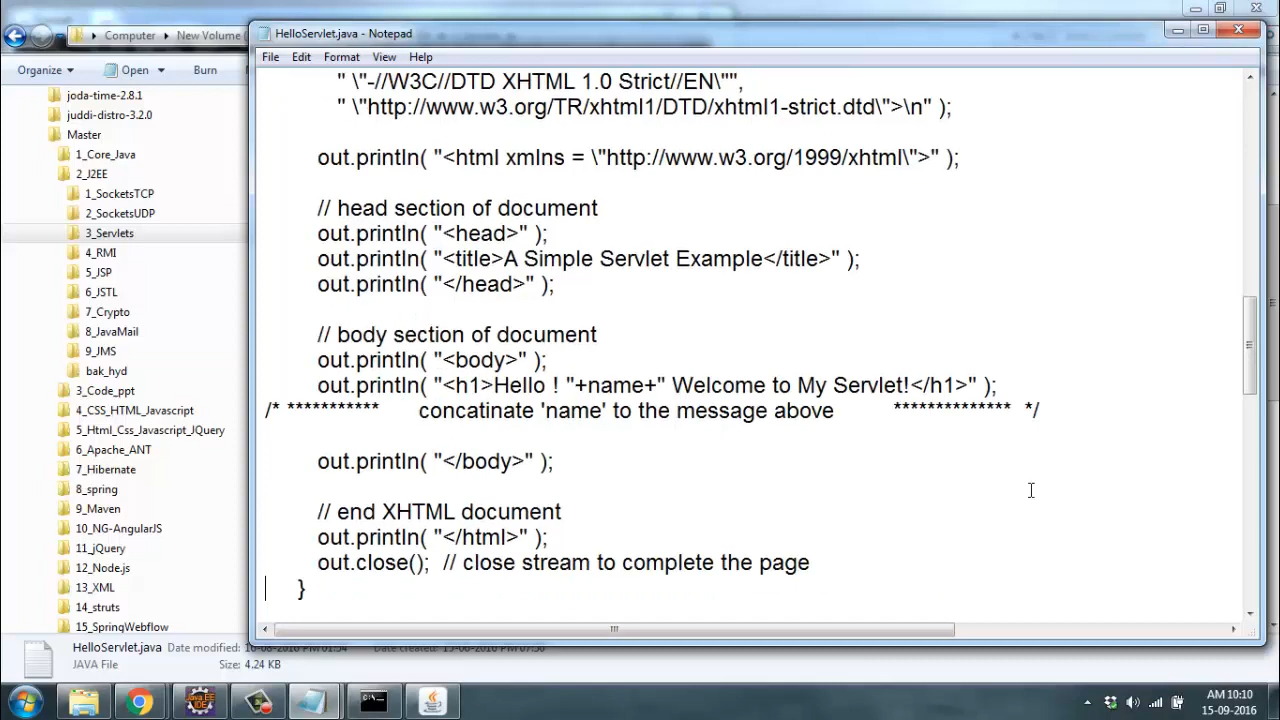 HelloServlet.java - Notepad
Computer
New Volume (
File Edit Format View Help
Organize
Open
Burn
joda-time-2.8.1
juddi-distro-3.2.0
Master
1_Core_Java
2_J2EE
1_SocketsTCP
2_SocketsUDP
3_Servlets
4_RMI
5_JSP
6_JSTL
7_Crypto
8_JavaMail
9_JMS
bak_hyd
3_Code_ppt
4_CSS_HTML_Javascript
5_Html_Css_Javascript_JQuery
6_Apache_ANT
7_Hibernate
8_spring
9_Maven
10_NG-AngularJS
11_jQuery
12_Node.js
13_XML
14_struts
15_SpringWebflow
" \"-//W3C//DTD XHTML 1.0 Strict//EN\"",
" \"http://www.w3.org/TR/xhtml1/DTD/xhtml1-strict.dtd\">\n" );
out.println( "<html xmlns = \"http://www.w3.org/1999/xhtml\">" );
// head section of document
out.println( "<head>" );
out.println( "<title>A Simple Servlet Example</title>" );
out.println( "</head>" );
// body section of document
out.println( "<body>" );
out.println( "<h1>Hello ! "+name+" Welcome to My Servlet!</h1>" );
/* *********** concatinate 'name' to the message above ************** */
out.println( "</body>" );
// end XHTML document
out.println( "</html>" );
out.close(); // close stream to complete the page
}
HelloServlet.java Date modified:
JAVA File Size: 4.24 KB
Java EE
IDE
AM 10:10
15-09-2016